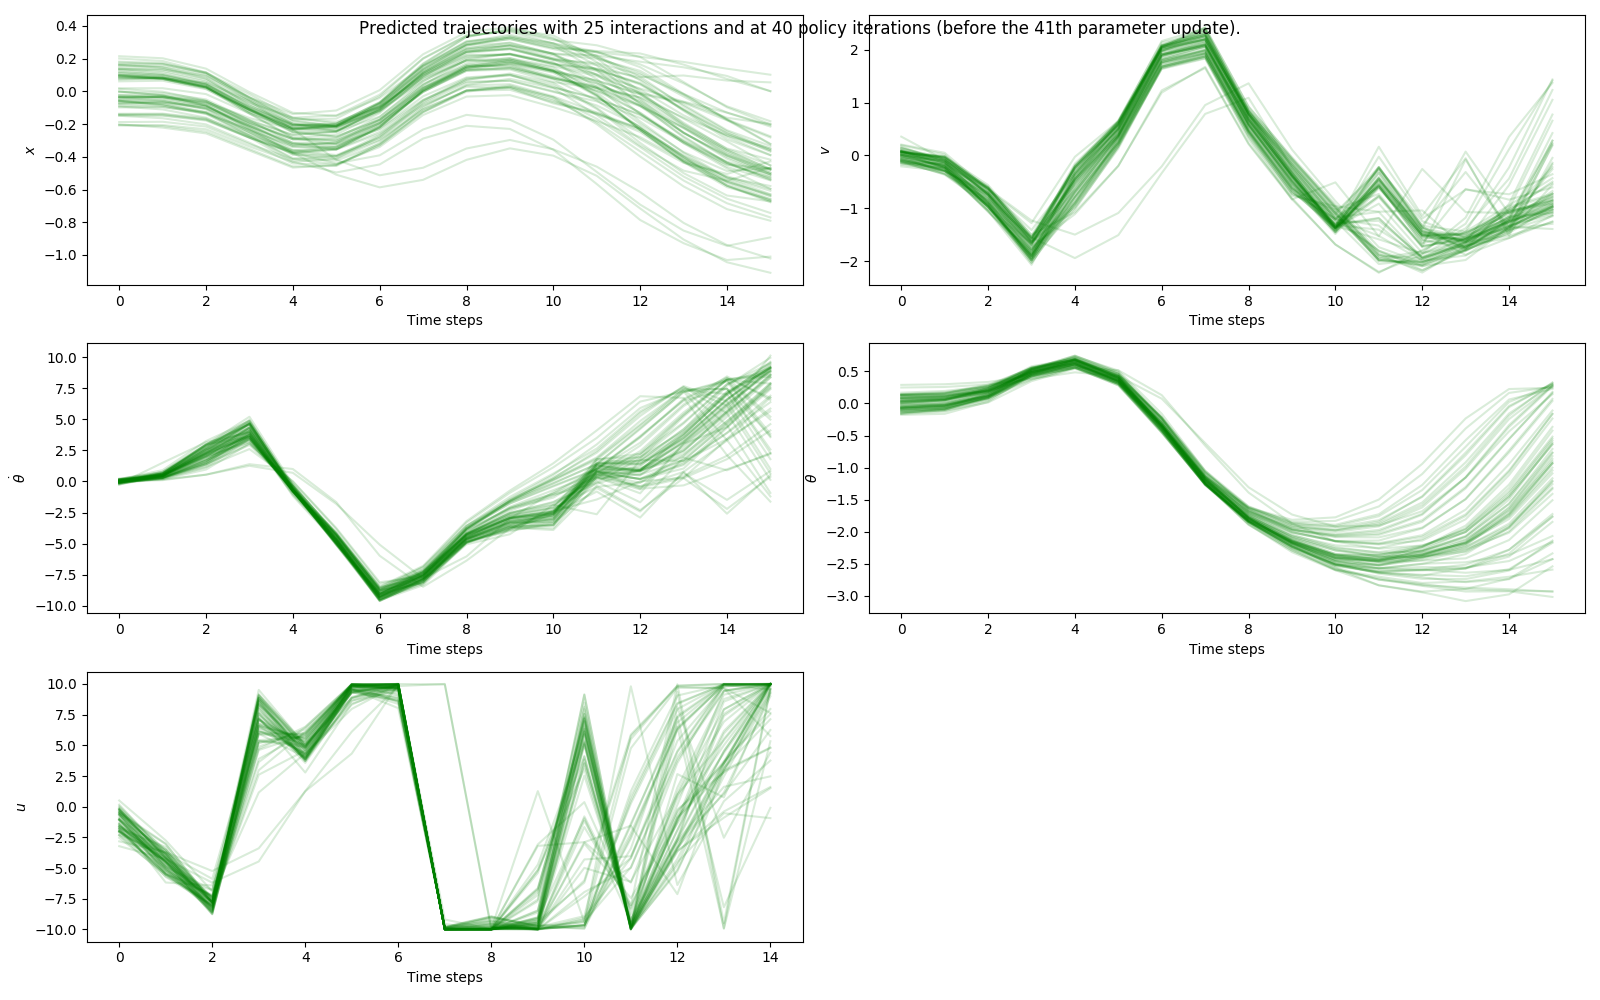 Predicted trajectories with 25 interactions and at 40 policy iterations (before the 41th parameter update).
0.4
0.2
0.0
−0.2
−0.4
−0.6
−0.8
−1.0
x
0 2 4 6 8 10 12 14
Time steps
2
1
0
−1
−2
v
0 2 4 6 8 10 12 14
Time steps
10.0
7.5
5.0
2.5
0.0
−2.5
−5.0
−7.5
−10.0
θ̇
0 2 4 6 8 10 12 14
Time steps
0.5
0.0
−0.5
−1.0
−1.5
−2.0
−2.5
−3.0
θ
0 2 4 6 8 10 12 14
Time steps
10.0
7.5
5.0
2.5
0.0
−2.5
−5.0
−7.5
−10.0
u
0 2 4 6 8 10 12 14
Time steps